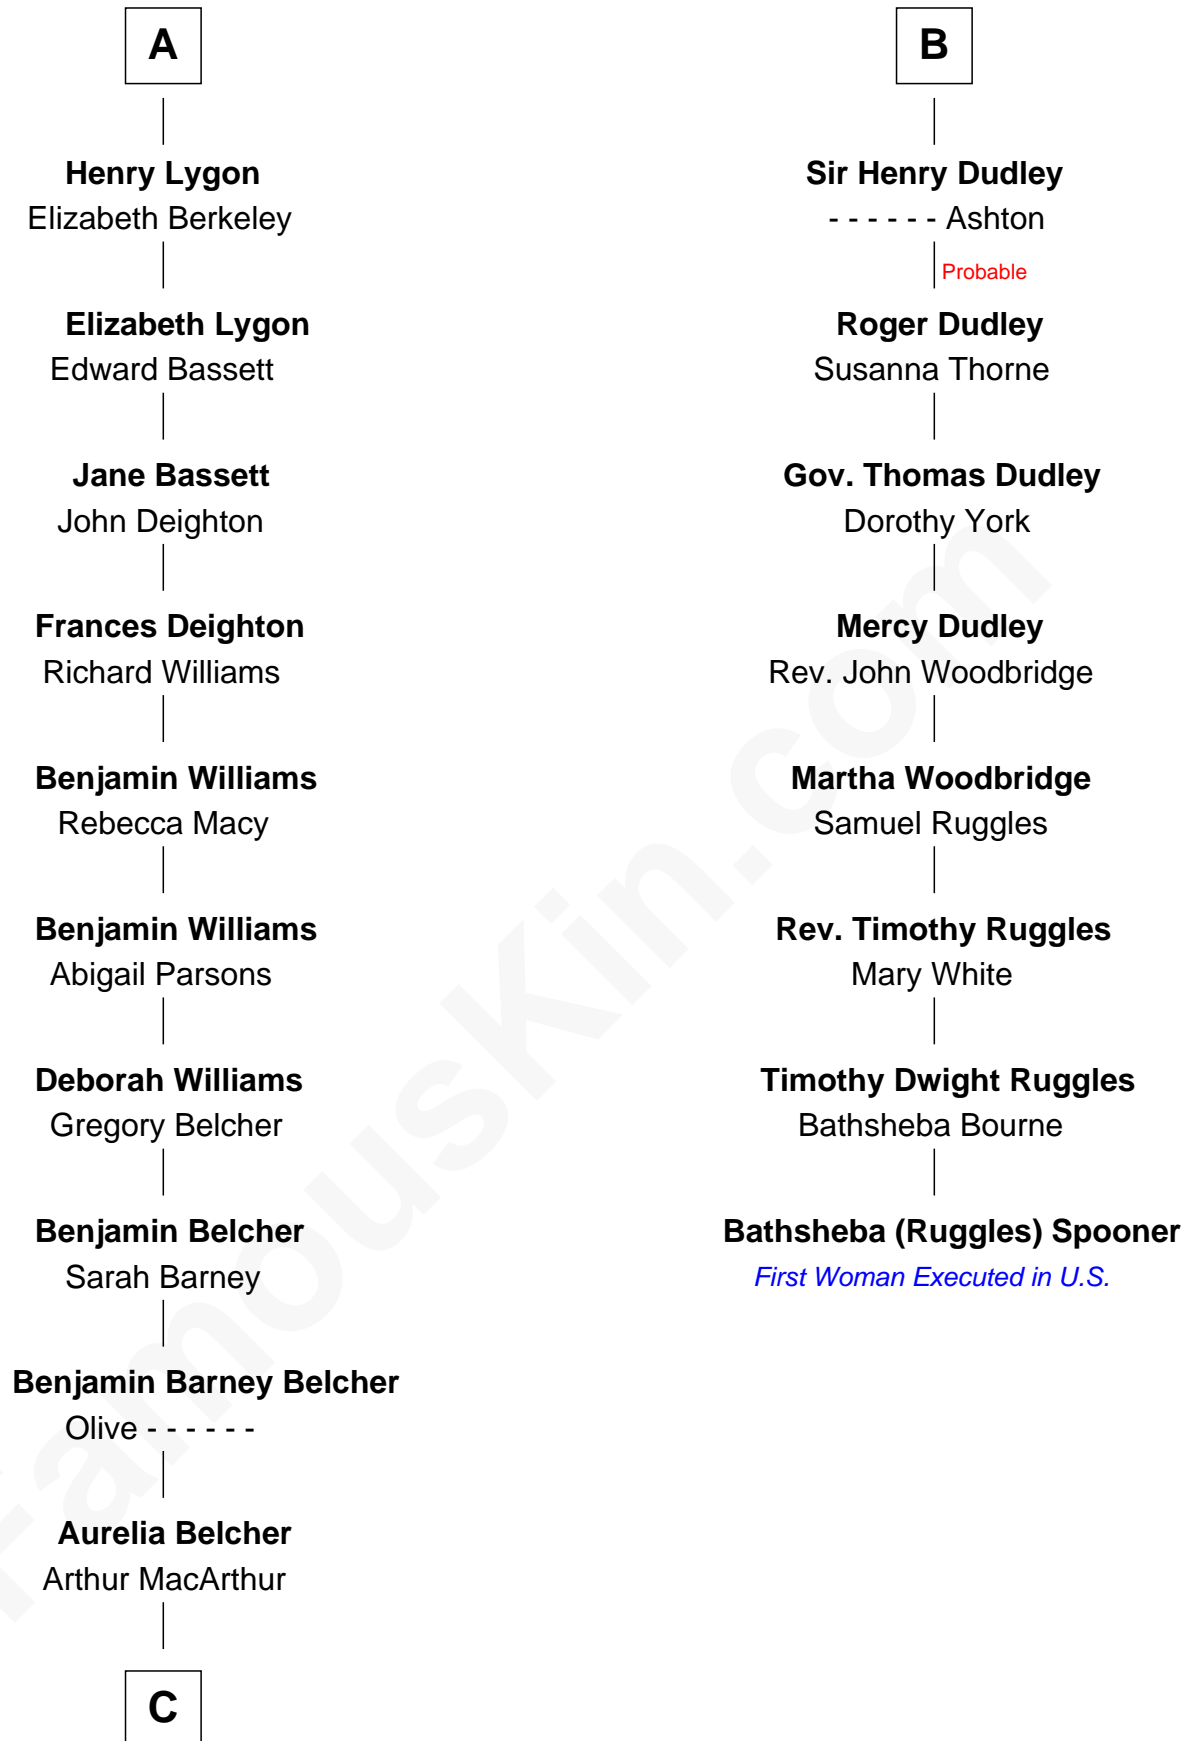 A
Henry Lygon
Elizabeth Berkeley
Elizabeth Lygon
Edward Bassett
Jane Bassett
John Deighton
Frances Deighton
Richard Williams
Benjamin Williams
Rebecca Macy
Benjamin Williams
Abigail Parsons
Deborah Williams
Gregory Belcher
Benjamin Belcher
Sarah Barney
Benjamin Barney Belcher
Olive - - - - - -
Aurelia Belcher
Arthur MacArthur
C
B
Sir Henry Dudley
- - - - - - Ashton
Probable
Roger Dudley
Susanna Thorne
Gov. Thomas Dudley
Dorothy York
Mercy Dudley
Rev. John Woodbridge
Martha Woodbridge
Samuel Ruggles
Rev. Timothy Ruggles
Mary White
Timothy Dwight Ruggles
Bathsheba Bourne
Bathsheba (Ruggles) Spooner
First Woman Executed in U.S.
FamousKin.com